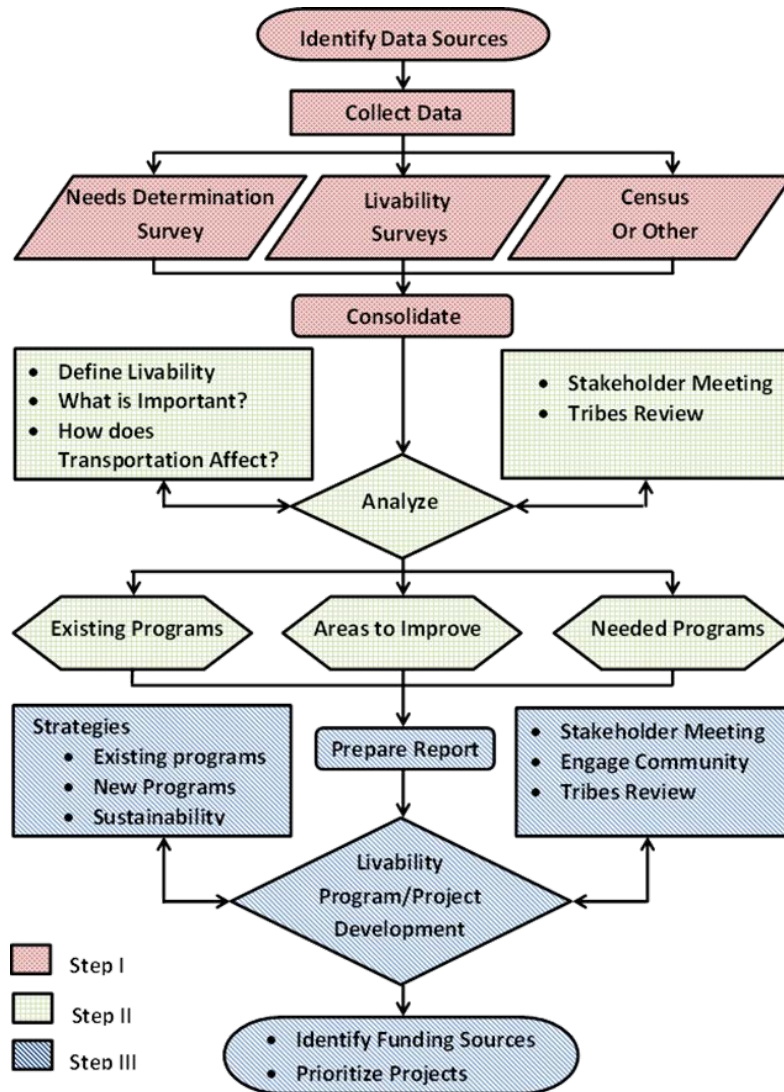 Identify Data Sources
Collect Data
Needs Determination
Survey
Livability
Surveys
Census
Or Other
Consolidate
• Define Livability
• What is Important?
• How does
Transportation Affect?
• Stakeholder Meeting
• Tribes Review
Analyze
Existing Programs
Areas to Improve
Needed Programs
Strategies
• Existing programs
• New Programs
• Sustainability
Prepare Report
• Stakeholder Meeting
• Engage Community
• Tribes Review
Livability
Program/Project
Development
Step I
Step II
Step III
• Identify Funding Sources
• Prioritize Projects